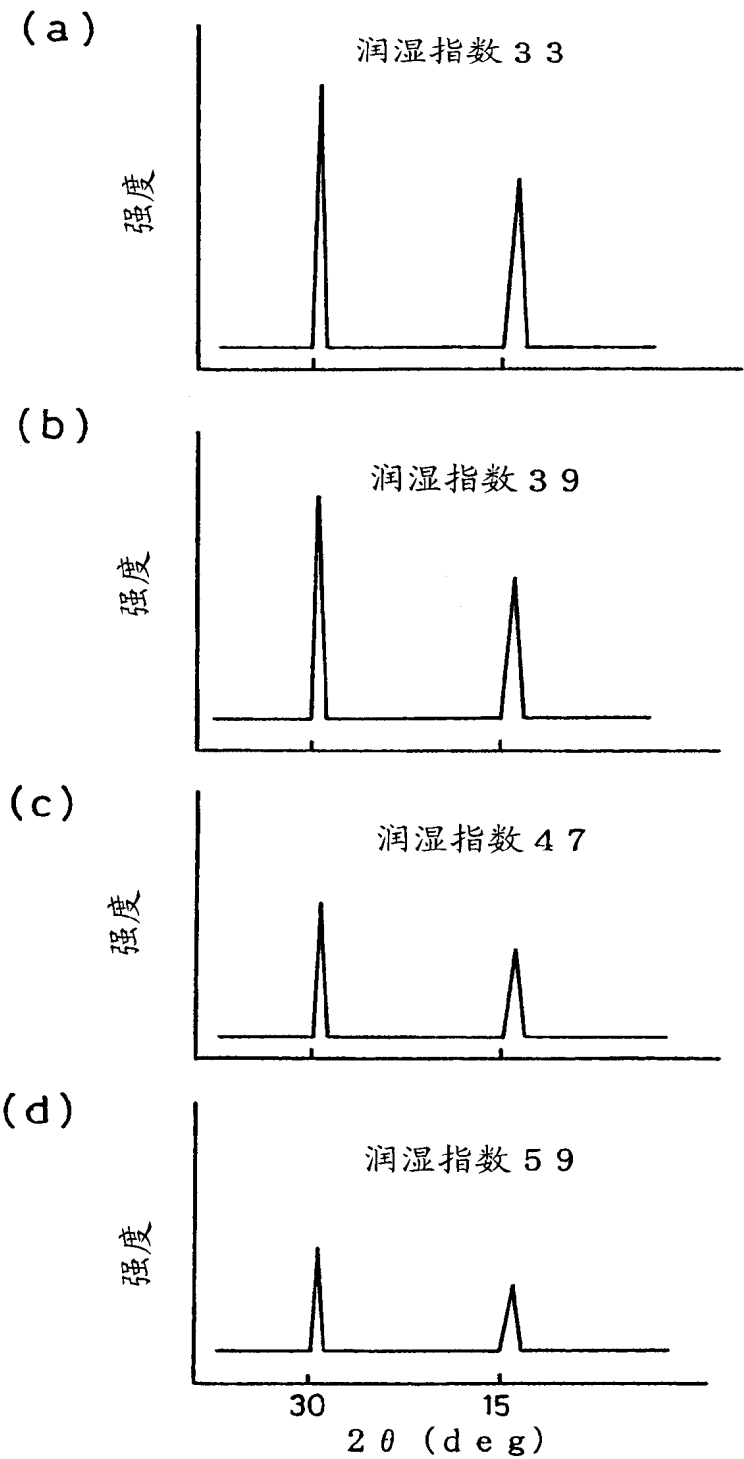 (a)
润湿指数33
强度
(b)
润湿指数39
强度
(c)
润湿指数47
强度
(d)
润湿指数59
强度
30 15
2θ (deg)